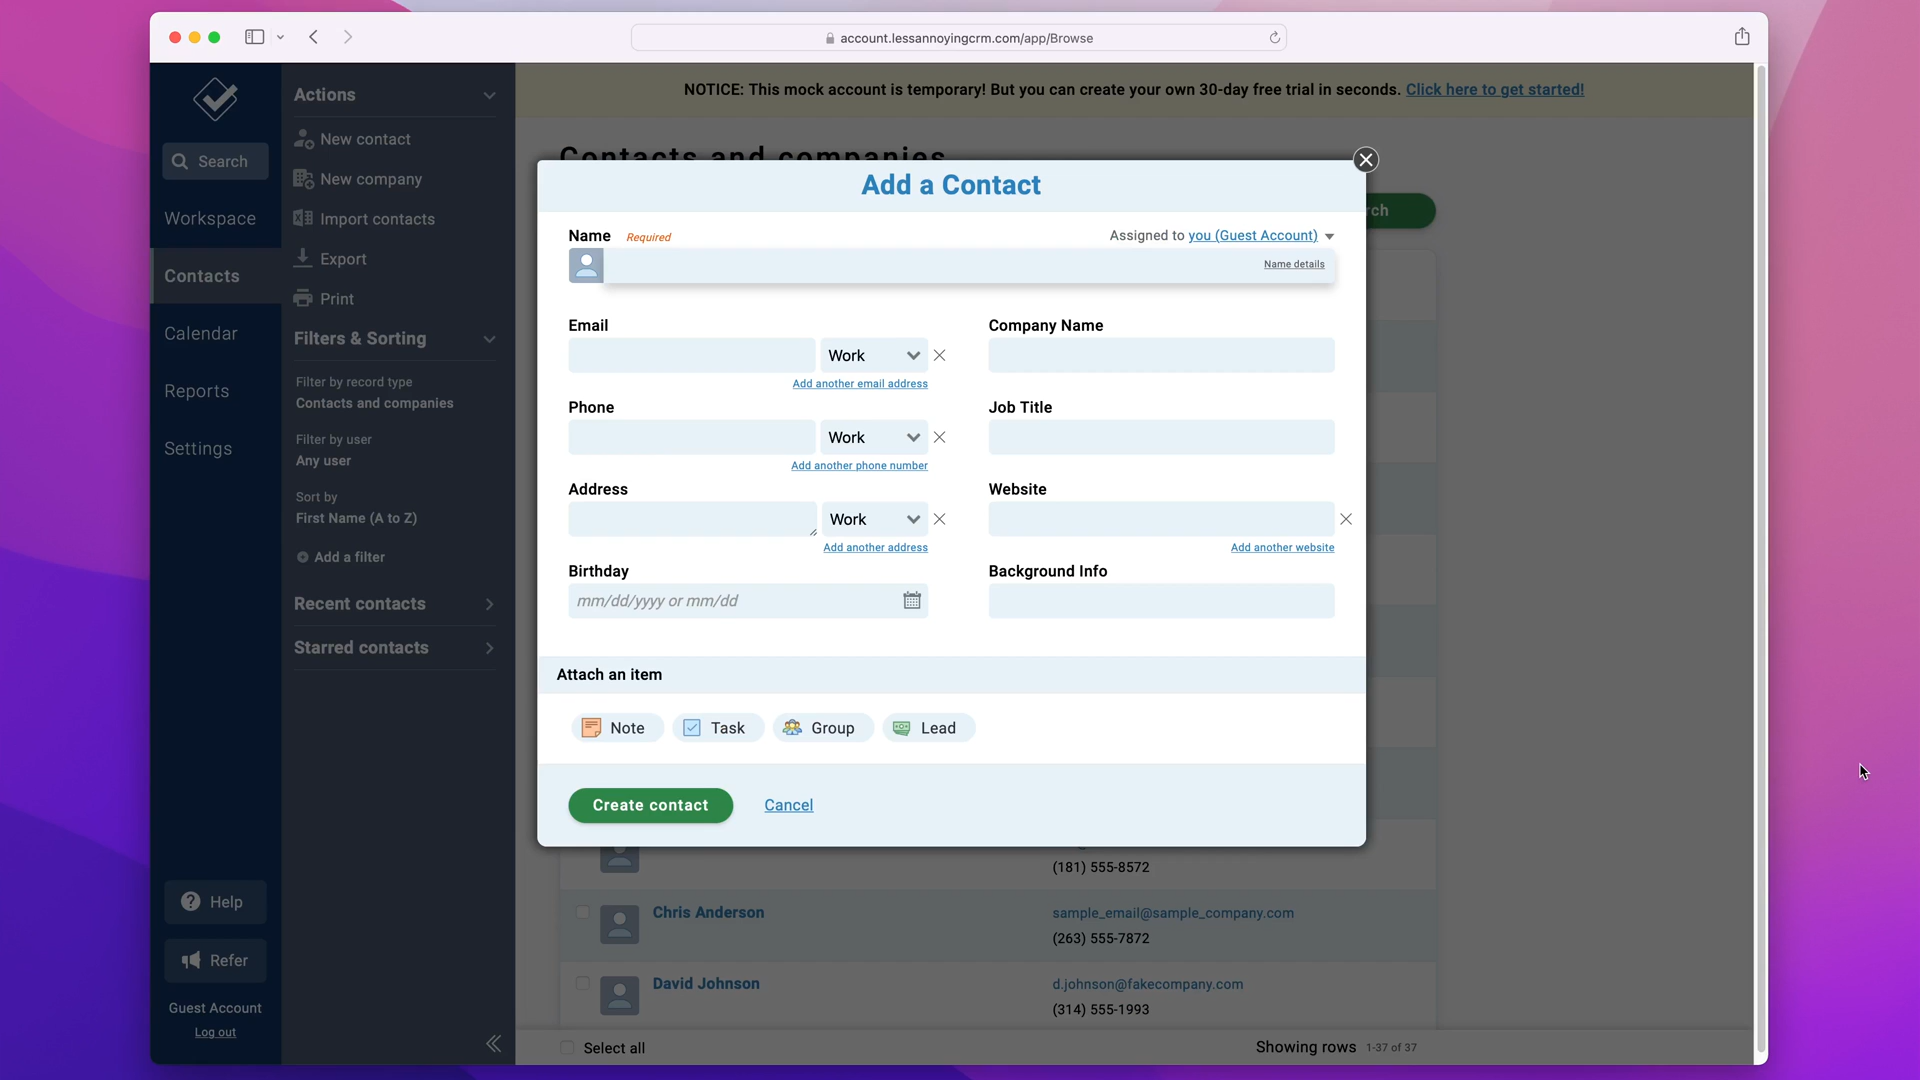 account.lessannoyingcrm.com/app/Browse
NOTICE: This mock account is temporary! But you can create your own 30-day free trial in seconds. Click here to get started!
Search
Workspace
Contacts
Calendar
Reports
Settings
Help
Refer
Guest Account
Log out
Actions
New contact
New company
Import contacts
Export
Print
Filters & Sorting
Filter by record type
Contacts and companies
Filter by user
Any user
Sort by
First Name (A to Z)
Add a filter
Recent contacts
Starred contacts
Contacts and companies
rch
Add a Contact
Name Required
Assigned to you (Guest Account)
Name details
Email
Work
Add another email address
Company Name
Phone
Work
Add another phone number
Job Title
Address
Work
Add another address
Website
Add another website
Birthday
mm/dd/yyyy or mm/dd
Background Info
Attach an item
Note
Task
Group
Lead
Create contact
Cancel
(181) 555-8572
Chris Anderson
sample_email@sample_company.com
(263) 555-7872
David Johnson
d.johnson@fakecompany.com
(314) 555-1993
Select all
Showing rows 1-37 of 37